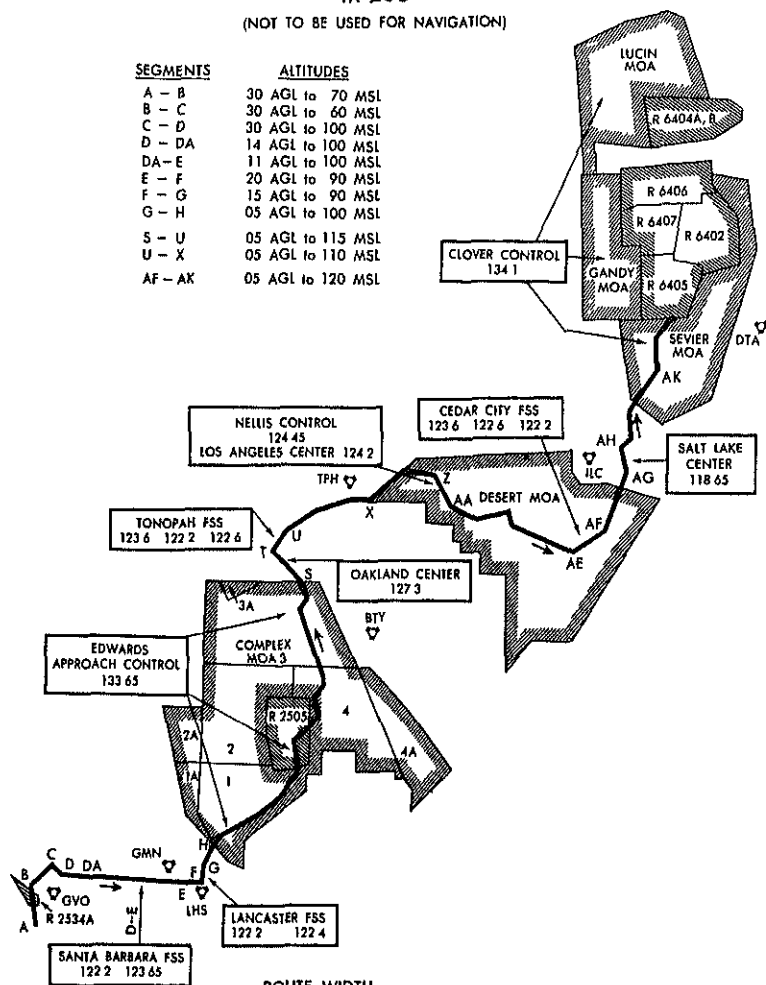 (NOT TO BE USED FOR NAVIGATION)
SEGMENTS ALTITUDES
A – B 30 AGL to 70 MSL
B – C 30 AGL to 60 MSL
C – D 30 AGL to 100 MSL
D – DA 14 AGL to 100 MSL
DA – E 11 AGL to 100 MSL
E – F 20 AGL to 90 MSL
F – G 15 AGL to 90 MSL
G – H 05 AGL to 100 MSL
S – U 05 AGL to 115 MSL
U – X 05 AGL to 110 MSL
AF – AK 05 AGL to 120 MSL
LUCIN
MOA
R 6404A, B
R 6406
R 6407
R 6402
R 6405
CLOVER CONTROL
134 1
GANDY
MOA
SEVIER
MOA
DTA
AK
NELLIS CONTROL
124 45
LOS ANGELES CENTER 124 2
CEDAR CITY FSS
123 6 122 6 122 2
AH
ILC
AG
SALT LAKE
CENTER
118 65
TPH
Z
AA
DESERT MOA
X
AF
AE
TONOPAH FSS
123 6 122 2 122 6
U
T
S
OAKLAND CENTER
127 3
3A
BTY
EDWARDS
APPROACH CONTROL
133 65
COMPLEX
MOA 3
R 2505
4
2A
2
4A
1A
1
H
C
D DA
GMN
F
G
B
GVO
E
LHS
A
R 2534A
D–E
LANCASTER FSS
122 2 122 4
SANTA BARBARA FSS
122 2 123 65